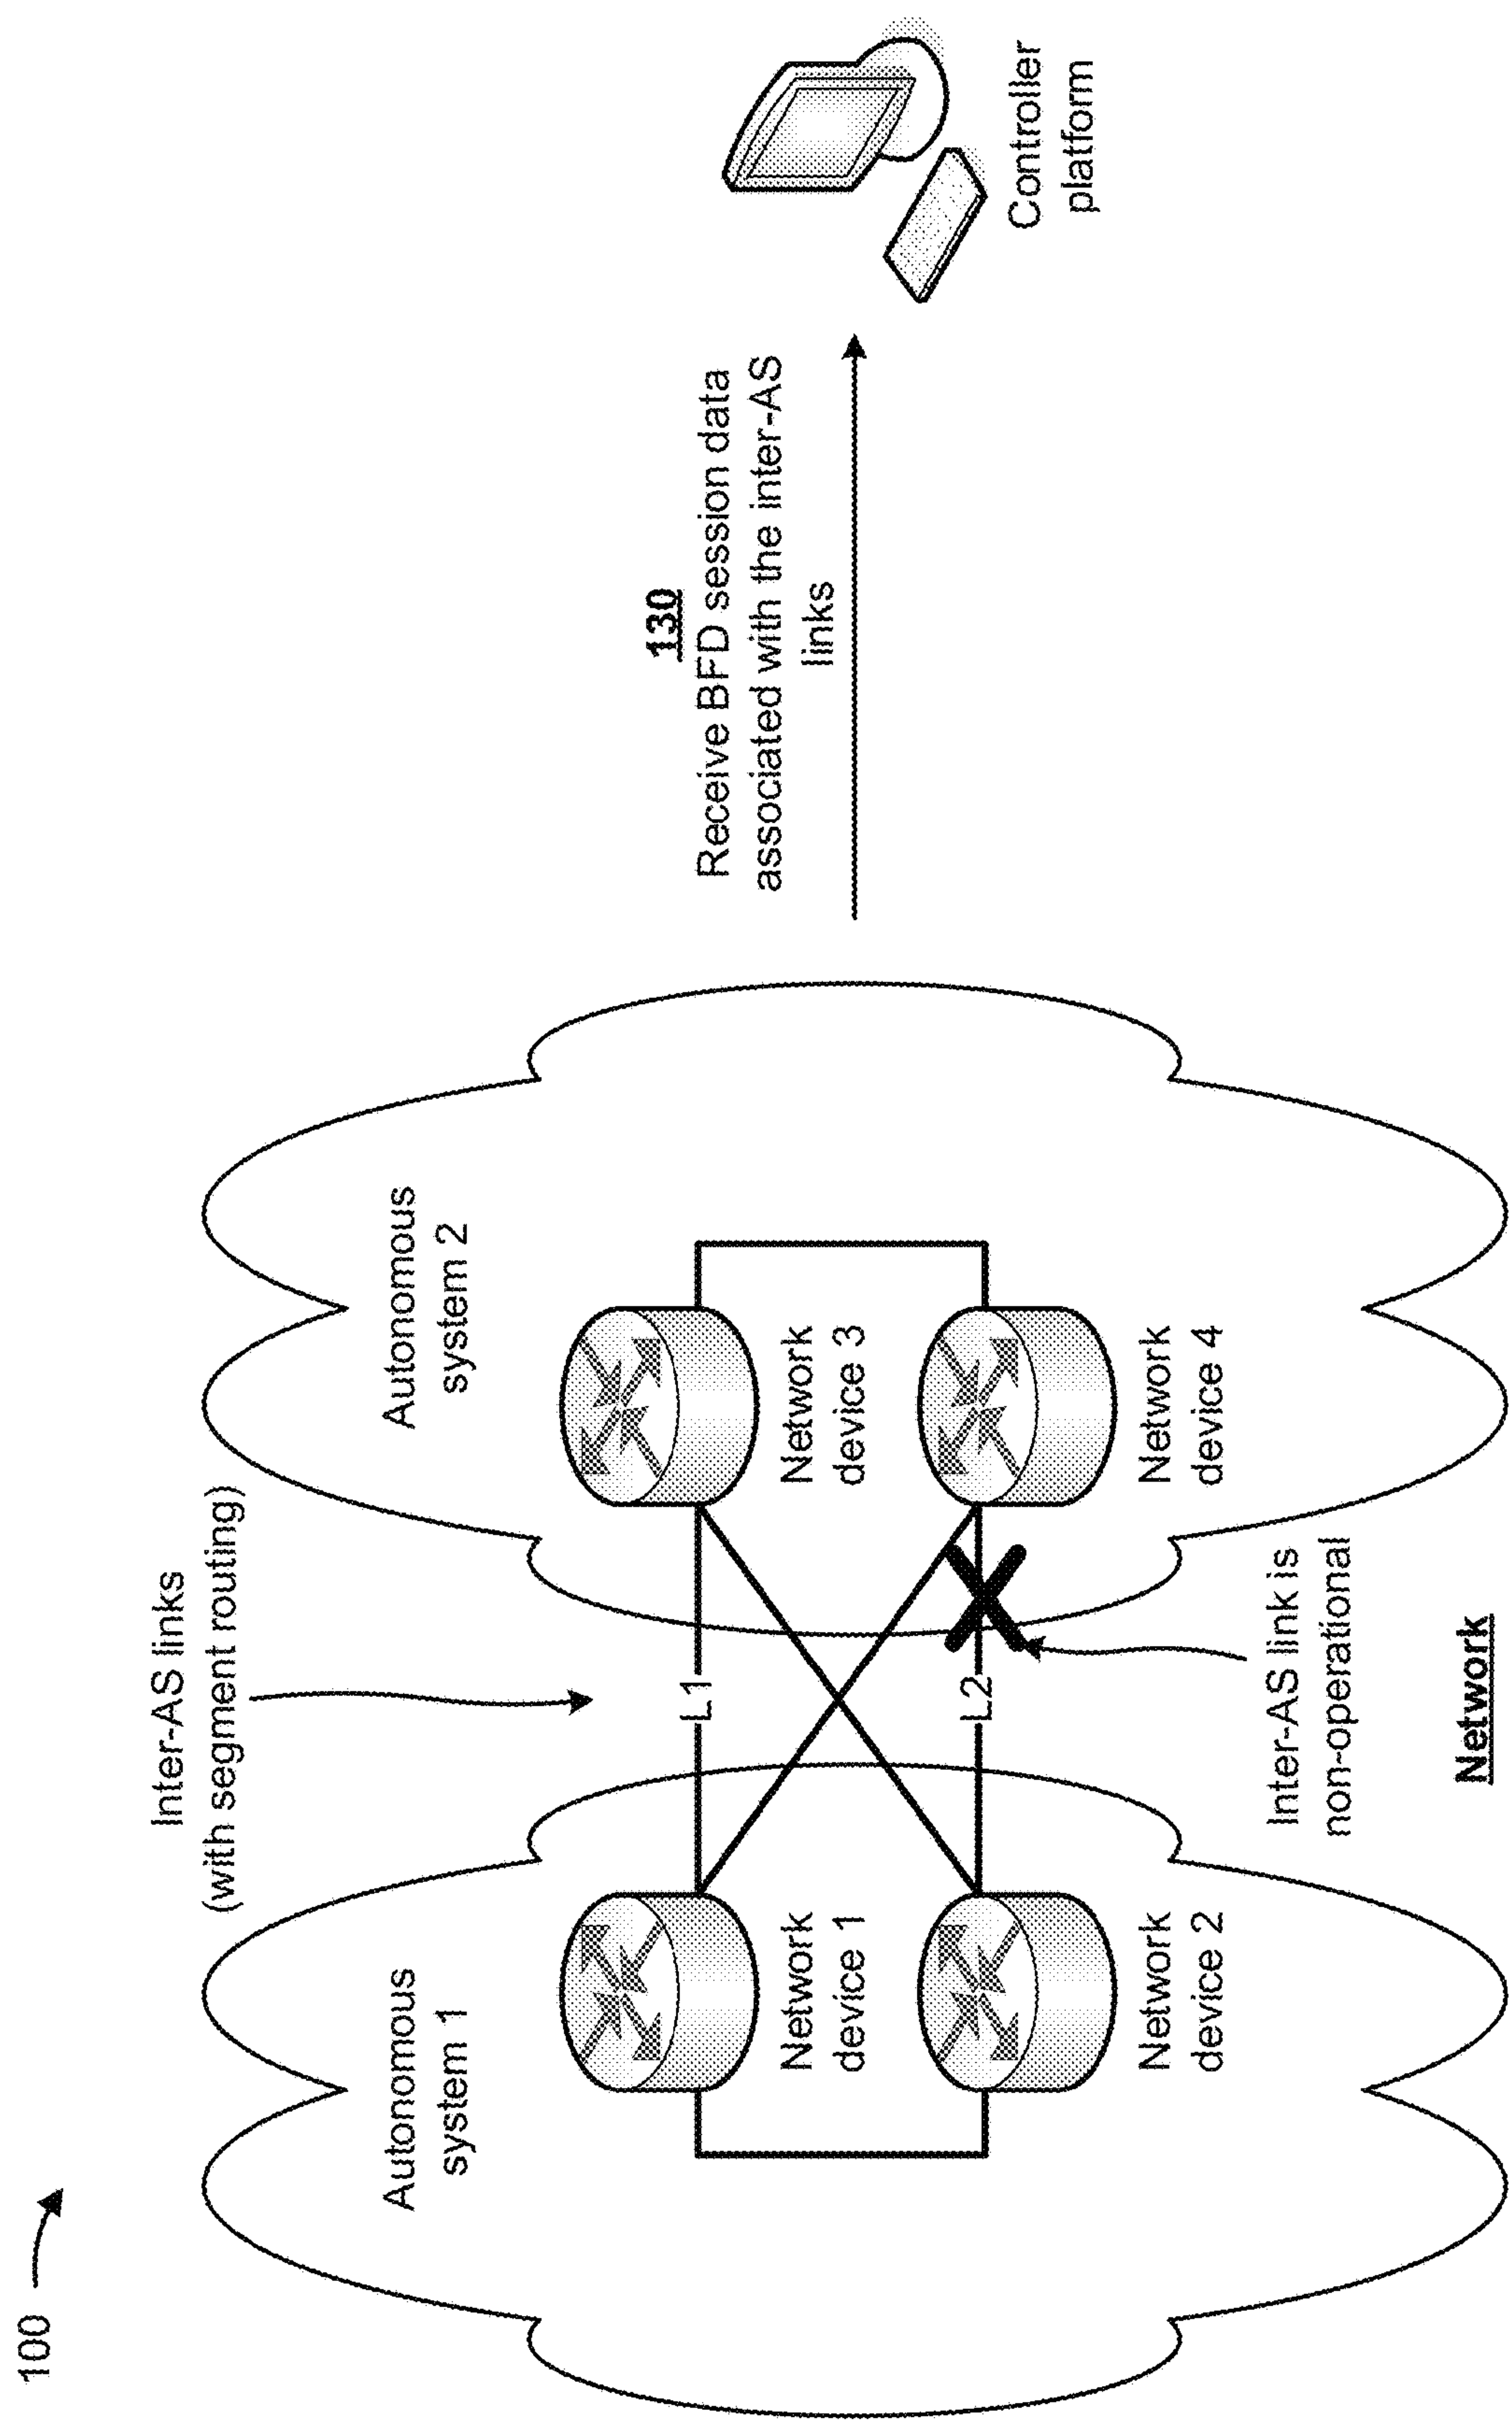 100
Inter-AS links
(with segment routing)
Autonomous
system 1
Autonomous
system 2
130
Receive BFD session data
associated with the inter-AS
links
L1
Network
device 1
Network
device 3
Controller
platform
L2
Network
device 2
Network
device 4
Inter-AS link is
non-operational
Network